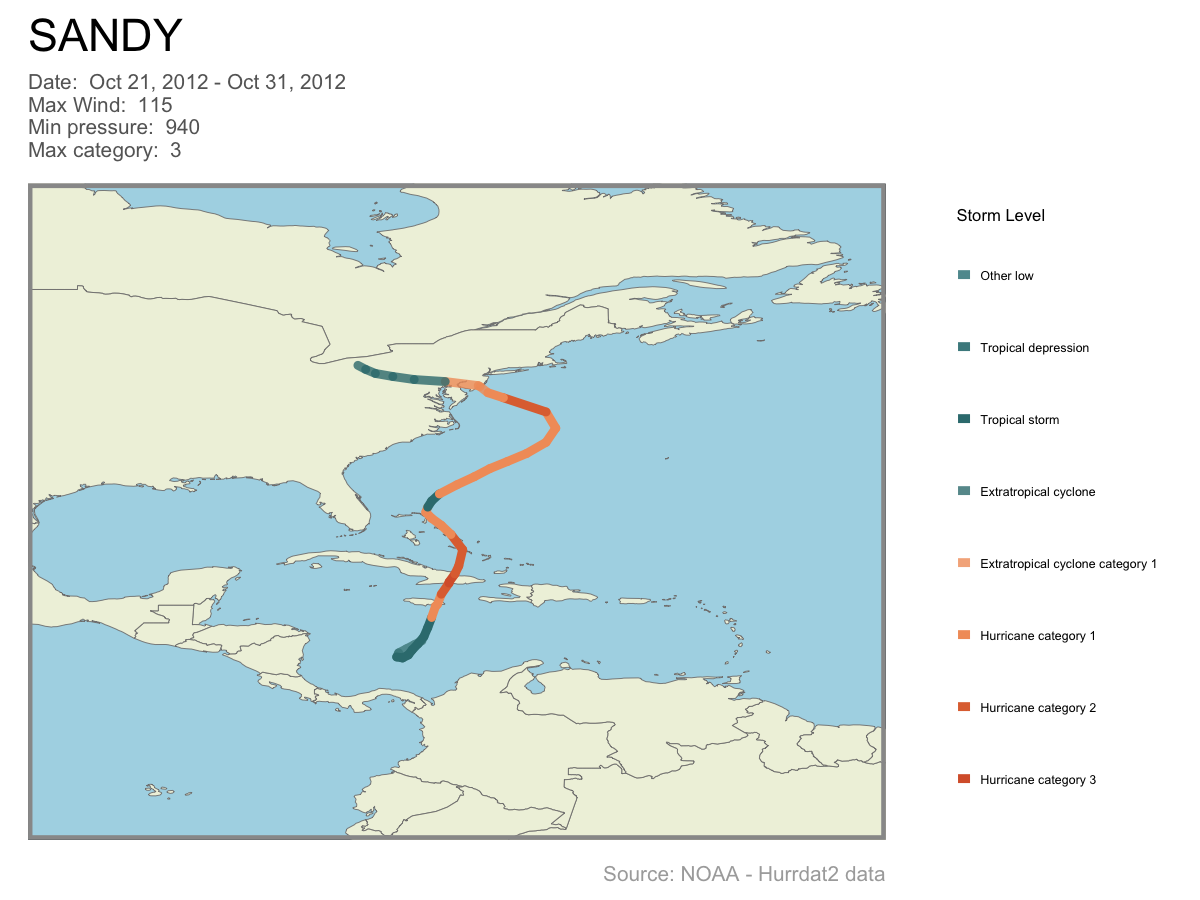 SANDY
Date:  Oct 21, 2012 - Oct 31, 2012
Max Wind:  115
Min pressure:  940
Max category:  3
Storm Level
Other low
Tropical depression
Tropical storm
Extratropical cyclone
Extratropical cyclone category 1
Hurricane category 1
Hurricane category 2
Hurricane category 3
Source: NOAA - Hurrdat2 data